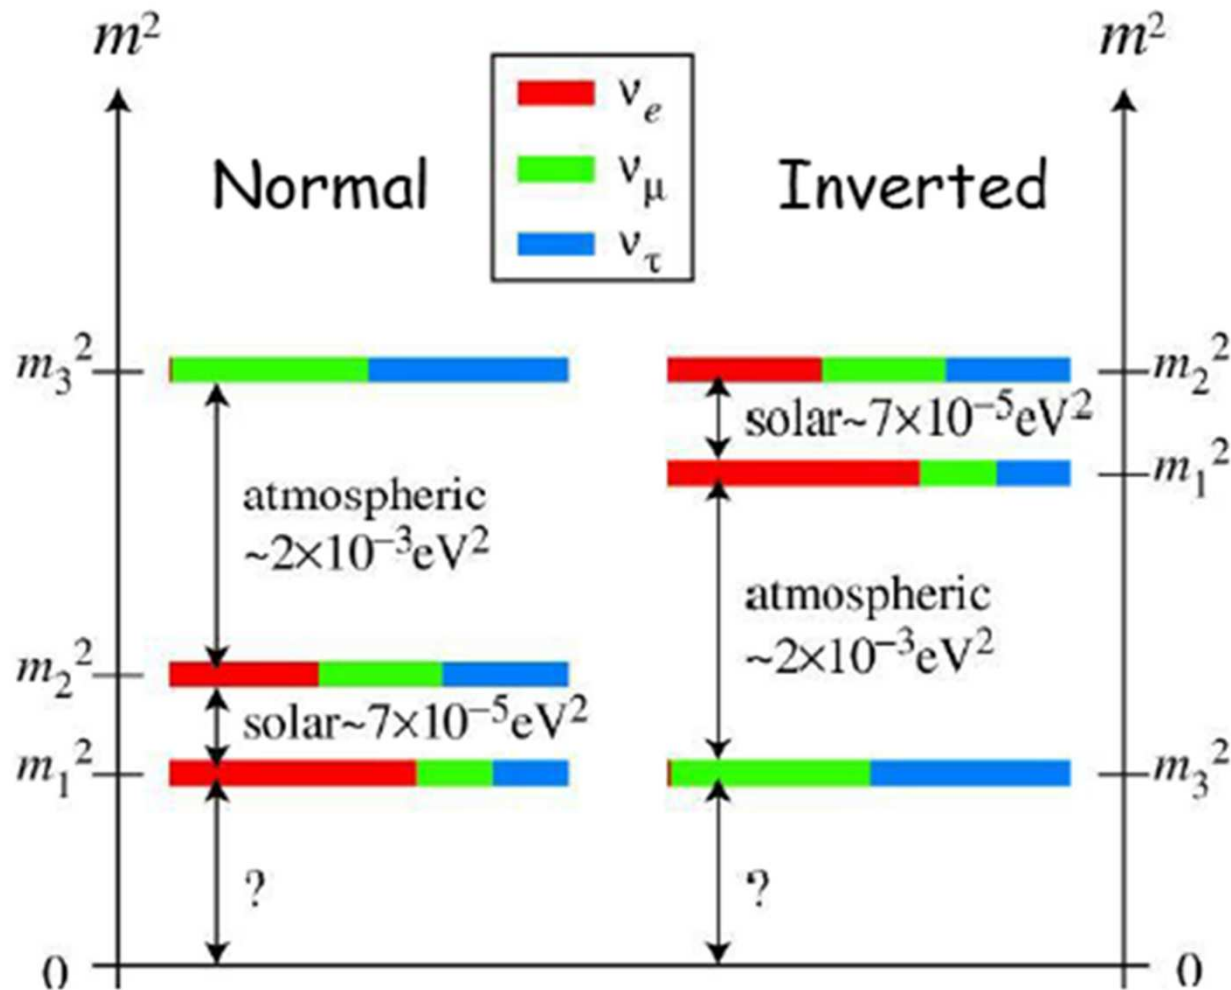 m²
m²
ν_e
ν_μ
ν_τ
Normal
Inverted
m₃²
m₂²
solar~7×10⁻⁵eV²
m₁²
atmospheric
~2×10⁻³eV²
atmospheric
~2×10⁻³eV²
m₂²
solar~7×10⁻⁵eV²
m₁²
m₃²
?
?
0
0